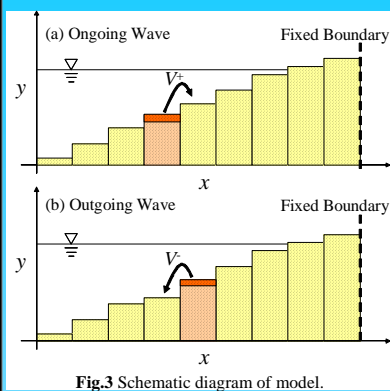 (a) Ongoing Wave
Fixed Boundary
V+
y
x
(b) Outgoing Wave
Fixed Boundary
V-
y
x
Fig.3 Schematic diagram of model.